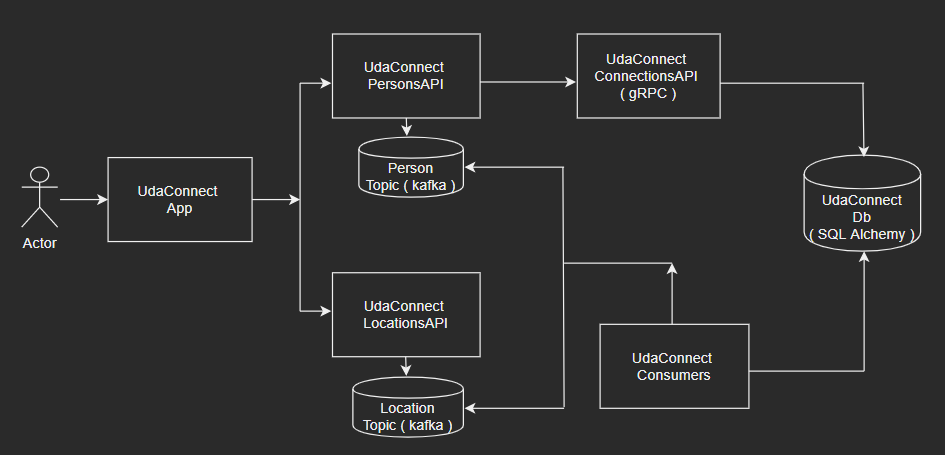 UdaConnect
PersonsAPI
UdaConnect
ConnectionsAPI
( gRPC )
Person
Topic ( kafka )
Actor
UdaConnect
App
UdaConnect
Db
( SQL Alchemy )
UdaConnect
LocationsAPI
UdaConnect
Consumers
Location
Topic ( kafka )